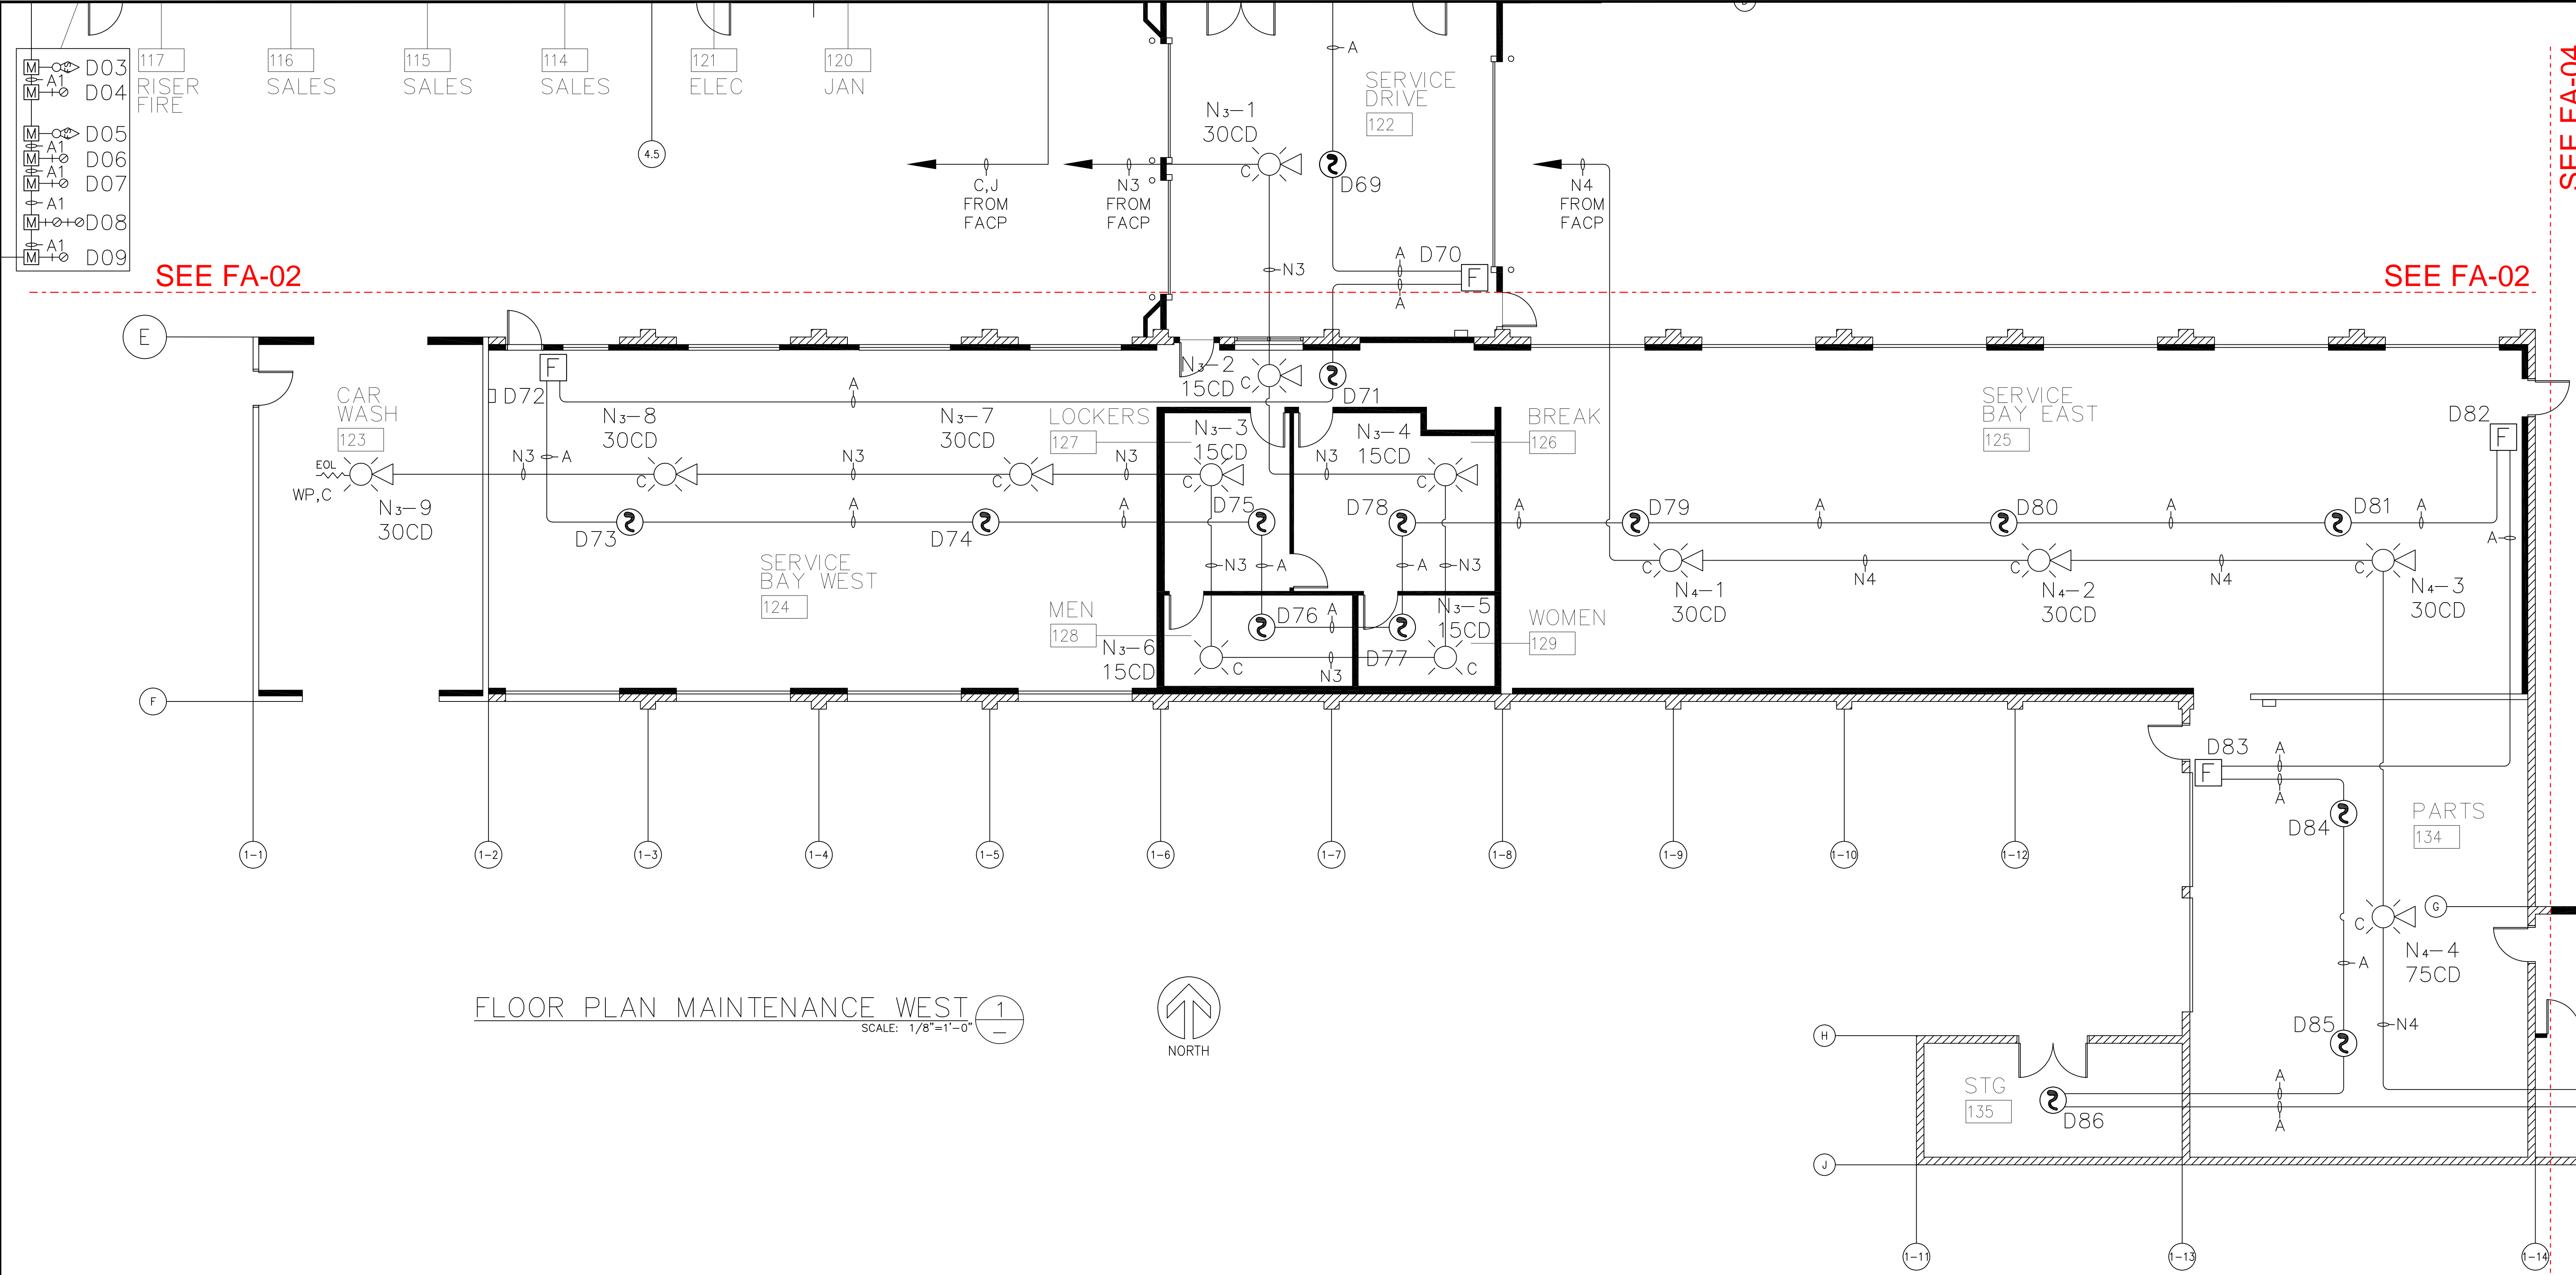 D03
A1
D04
D05
A1
D06
A1
D07
A1
D08
A1
D09
M
M
M
M
M
M
M
117
RISER
FIRE
116
SALES
115
SALES
114
SALES
121
ELEC
120
JAN
4.5
C,J
FROM
FACP
N3
FROM
FACP
N3-1
30CD
C
A
SERVICE
DRIVE
122
D69
N3
A
D70
F
A
N4
FROM
FACP
SEE FA-04
SEE FA-02
SEE FA-02
E
CAR
WASH
123
EOL
WP,C
N3-9
30CD
F
D72
N3
A
N3-8
30CD
C
D73
A
N3
A
N3-7
30CD
C
D74
N3
A
SERVICE
BAY WEST
124
N3-2
15CD
C
D71
LOCKERS
127
N3-3
15CD
C
D75
N3
A
N3-4
15CD
N3
C
D78
A
N3
BREAK
126
MEN
128
N3-6
15CD
C
D76
A
N3
D77
N3-5
15CD
C
WOMEN
129
SERVICE
BAY EAST
125
A
D79
A
D80
A
D81
A
D82
F
A
C
N4-1
30CD
N4
C
N4-2
30CD
N4
C
N4-3
30CD
F
D83
F
A
A
D84
PARTS
134
C
N4-4
75CD
G
A
N4
D85
A
A
STG
135
D86
H
J
1-1
1-2
1-3
1-4
1-5
1-6
1-7
1-8
1-9
1-10
1-12
1-11
1-13
1-14
FLOOR PLAN MAINTENANCE WEST
SCALE: 1/8"=1'-0"
1
—
NORTH